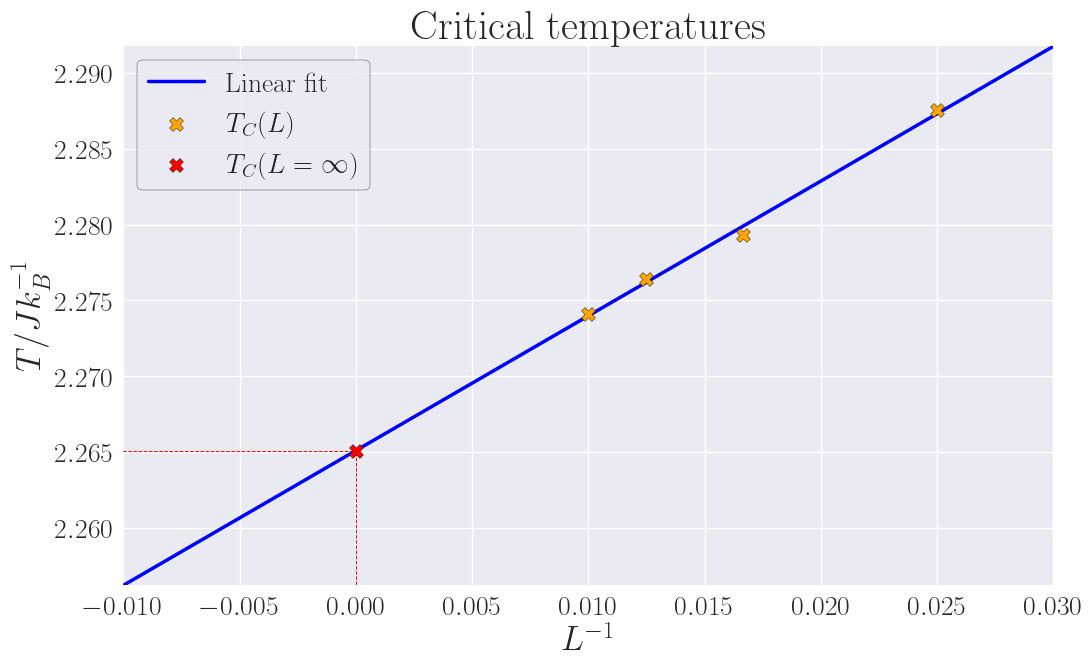 Critical temperatures
Linear fit
T_C(L)
T_C(L = ∞)
2.290
2.285
2.280
2.275
2.270
2.265
2.260
T/Jk_B^{-1}
−0.010 −0.005 0.000 0.005 0.010 0.015 0.020 0.025 0.030
L^{-1}